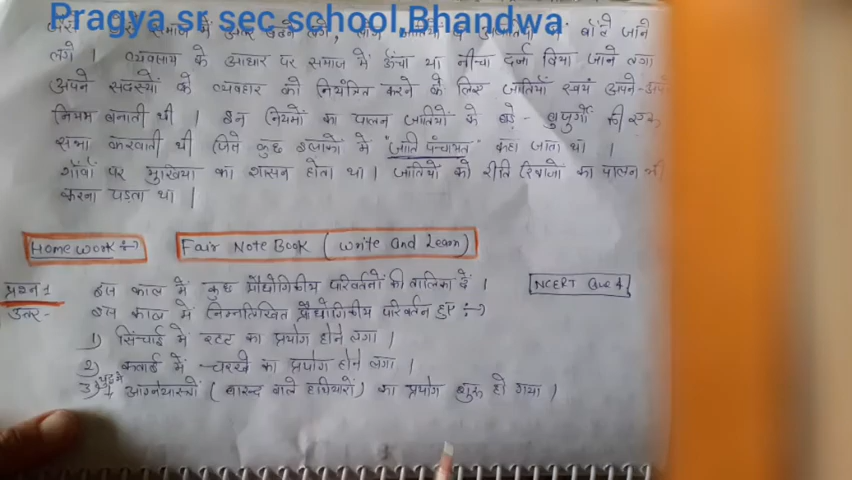 Pragya sr sec school,Bhandwa
समाज में लोग जातियों व बाँटे जाने
लगे । व्यवसाय के आधार पर समाज में ऊँचा या नीचा दर्जा दिया जाने लगा
अपने सदस्यों के व्यवहार को नियंत्रित करने के लिए जातियाँ स्वयं अपने-अपने
नियम बनाती थी । इन नियमों का पालन जातियों के बड़े - बुजुर्गों की एक
सभा करवाती थी जिसे कुछ इलाकों में "जाति पंचायत" कहा जाता था ।
गाँवों पर मुखिया का शासन होता था । जातियों को रीति रिवाजो का पालन भी
करना पड़ता था ।
Home Work :-> Fair Note Book ( Write and Learn )
प्रश्न 1 इस काल में कुछ प्रौद्योगिकीय परिवर्तनों की तालिका दें । NCERT Que 4
उत्तर- इस काल में निम्नलिखित प्रौद्योगिकीय परिवर्तन हुए :->
1) सिंचाई में रहट का प्रयोग होने लगा ।
2) कताई में चरखे का प्रयोग होने लगा ।
3) युद्ध में आग्नेयास्त्रों ( बारूद वाले हथियारों ) का प्रयोग शुरू हो गया ।